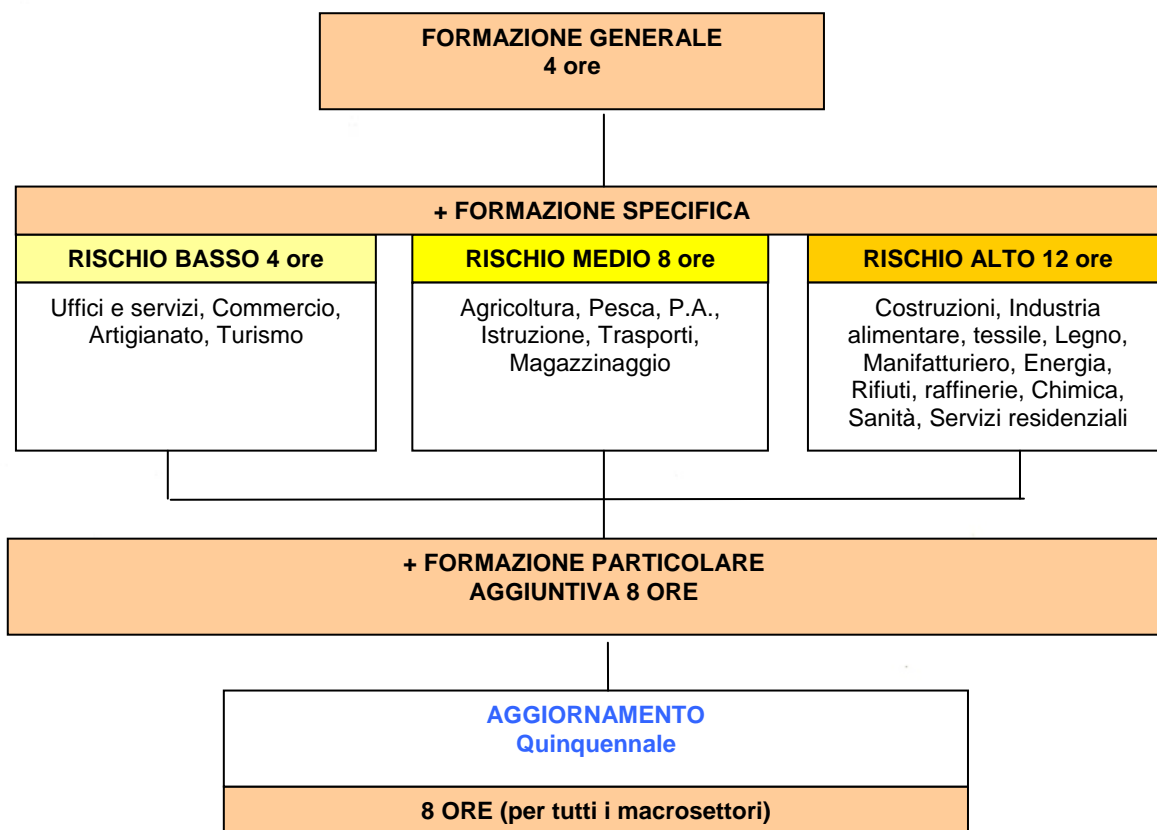 FORMAZIONE GENERALE
4 ore
+ FORMAZIONE SPECIFICA
RISCHIO BASSO 4 ore
Uffici e servizi, Commercio,
Artigianato, Turismo
RISCHIO MEDIO 8 ore
Agricoltura, Pesca, P.A.,
Istruzione, Trasporti,
Magazzinaggio
RISCHIO ALTO 12 ore
Costruzioni, Industria
alimentare, tessile, Legno,
Manifatturiero, Energia,
Rifiuti, raffinerie, Chimica,
Sanità, Servizi residenziali
+ FORMAZIONE PARTICOLARE
AGGIUNTIVA 8 ORE
AGGIORNAMENTO
Quinquennale
8 ORE (per tutti i macrosettori)